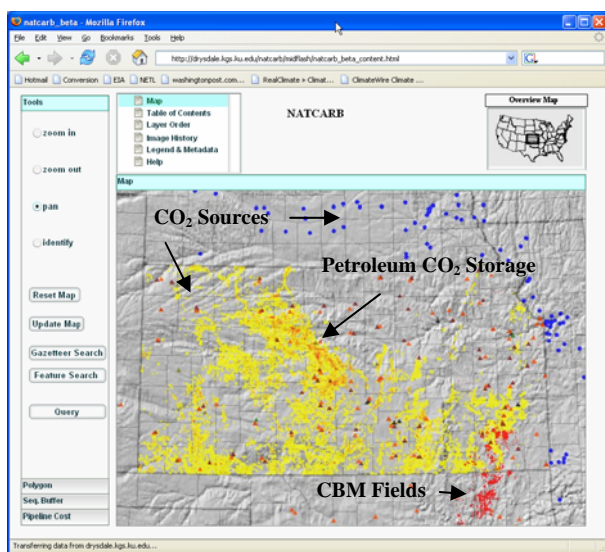 natcarb_beta - Mozilla Firefox
File Edit View Go Bookmarks Tools Help
http://drysdale.kgs.ku.edu/natcarb/midflash/natcarb_beta_content.html
Hotmail Conversion EIA NETL washingtonpost.com... RealClimate » Climat... ClimateWire Climate ...
Tools
zoom in
zoom out
pan
identify
Reset Map
Update Map
Gazetteer Search
Feature Search
Query
Polygon
Seq. Buffer
Pipeline Cost
Map
Table of Contents
Layer Order
Image History
Legend & Metadata
Help
NATCARB
Overview Map
Map
CO₂ Sources
Petroleum CO₂ Storage
CBM Fields
Transferring data from drysdale.kgs.ku.edu...